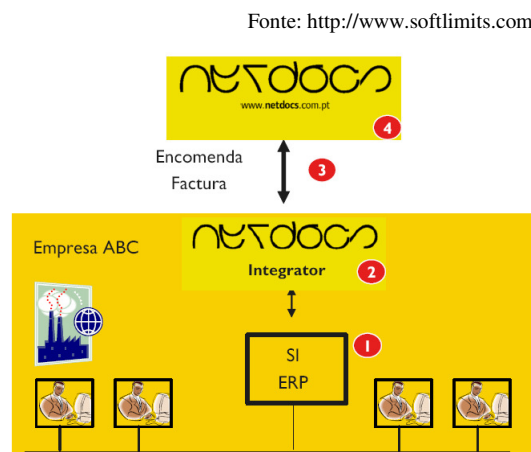 Fonte: http://www.softlimits.com
netdocs
www.netdocs.com.pt
4
Encomenda
Factura
3
Empresa ABC
netdocs
Integrator
2
1
SI
ERP